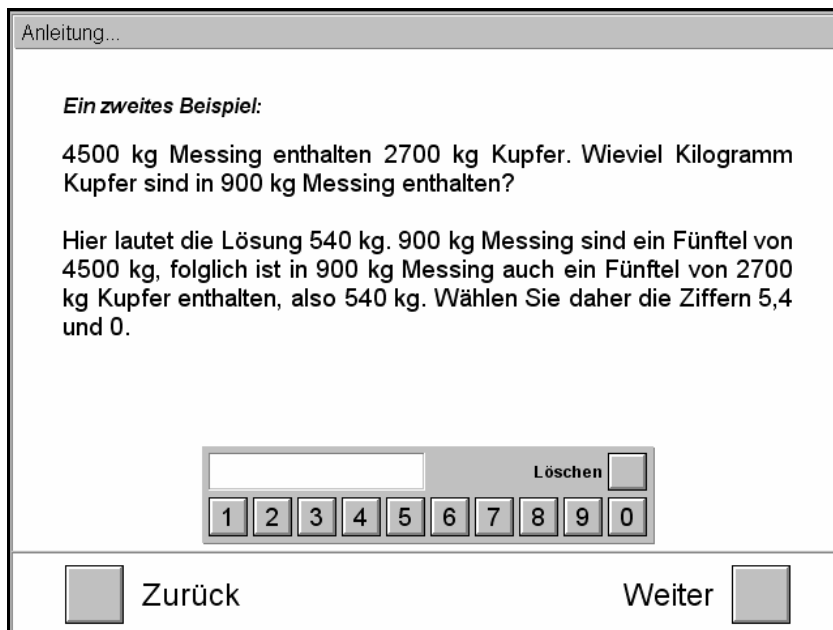 Anleitung...
Ein zweites Beispiel:
4500 kg Messing enthalten 2700 kg Kupfer. Wieviel Kilogramm
Kupfer sind in 900 kg Messing enthalten?
Hier lautet die Lösung 540 kg. 900 kg Messing sind ein Fünftel von
4500 kg, folglich ist in 900 kg Messing auch ein Fünftel von 2700
kg Kupfer enthalten, also 540 kg. Wählen Sie daher die Ziffern 5,4
und 0.
Löschen
1 2 3 4 5 6 7 8 9 0
Zurück Weiter